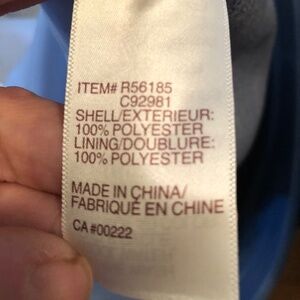 ITEM# R56185
C92981
SHELL/EXTERIEUR:
100% POLYESTER
LINING/DOUBLURE:
100% POLYESTER
MADE IN CHINA/
FABRIQUÉ EN CHINE
CA #00222